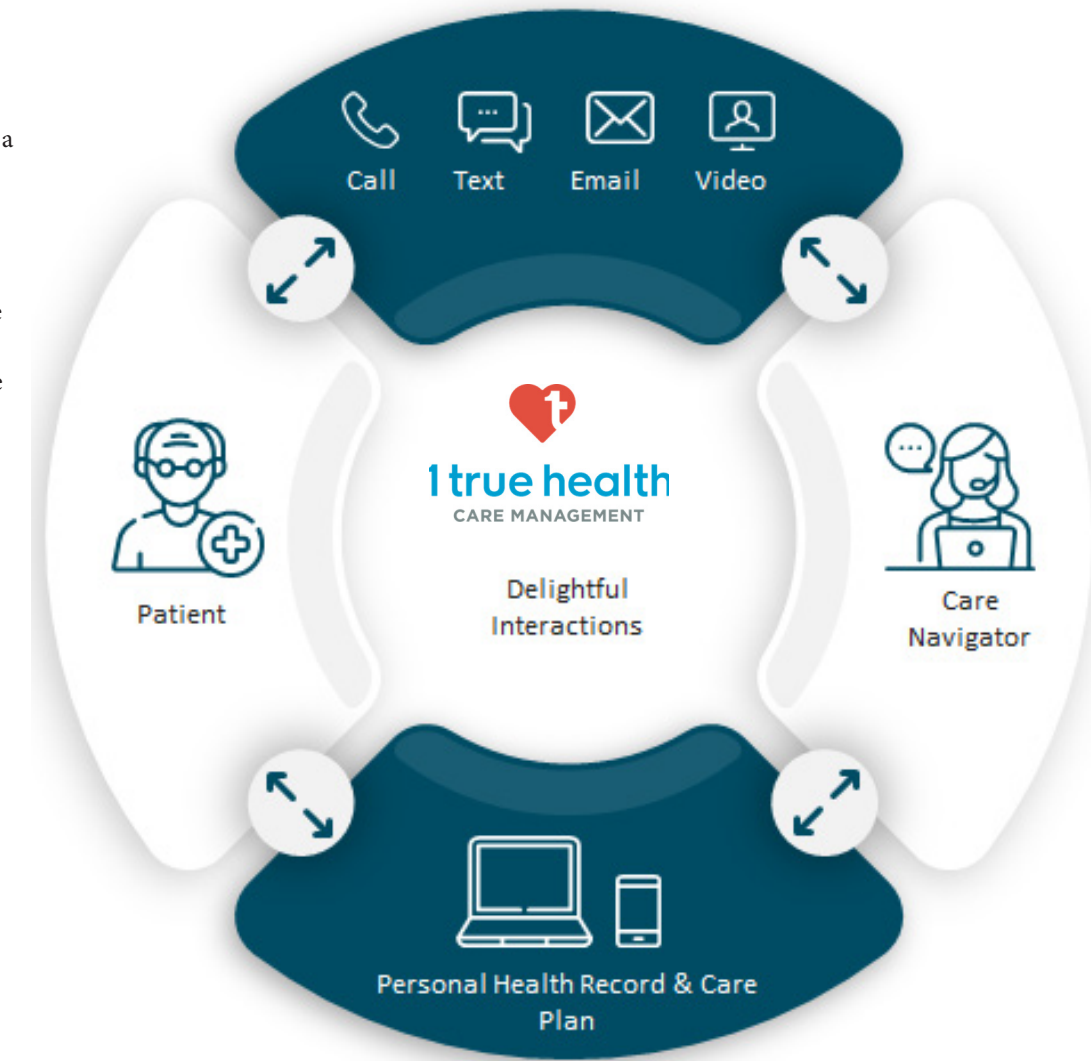 a
e
e
Call Text Email Video
t
1 true health
CARE MANAGEMENT
Delightful
Interactions
Patient
Care
Navigator
Personal Health Record & Care
Plan